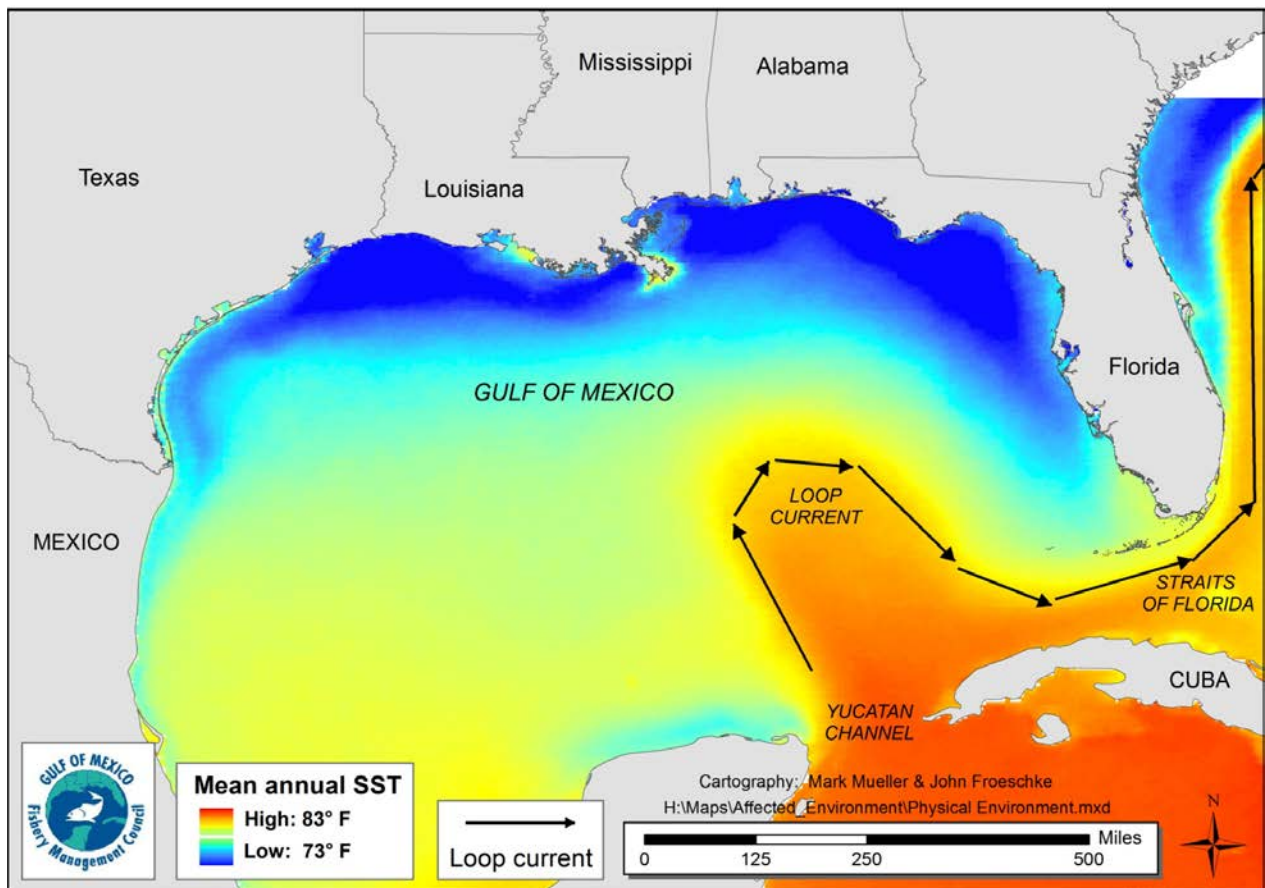 Mississippi
Alabama
Texas
Louisiana
GULF OF MEXICO
Florida
LOOP
CURRENT
MEXICO
STRAITS
OF FLORIDA
CUBA
YUCATAN
CHANNEL
GULF OF MEXICO
Fishery Management Council
Mean annual SST
High: 83° F
Low: 73° F
Loop current
Cartography: Mark Mueller & John Froeschke
H:\Maps\Affected_Environment\Physical Environment.mxd
Miles
0 125 250 500
N